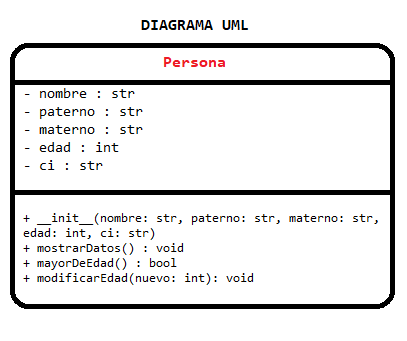 DIAGRAMA UML
Persona
- nombre : str
- paterno : str
- materno : str
- edad : int
- ci : str
+ __init__(nombre: str, paterno: str, materno: str,
edad: int, ci: str)
+ mostrarDatos() : void
+ mayorDeEdad() : bool
+ modificarEdad(nuevo: int): void